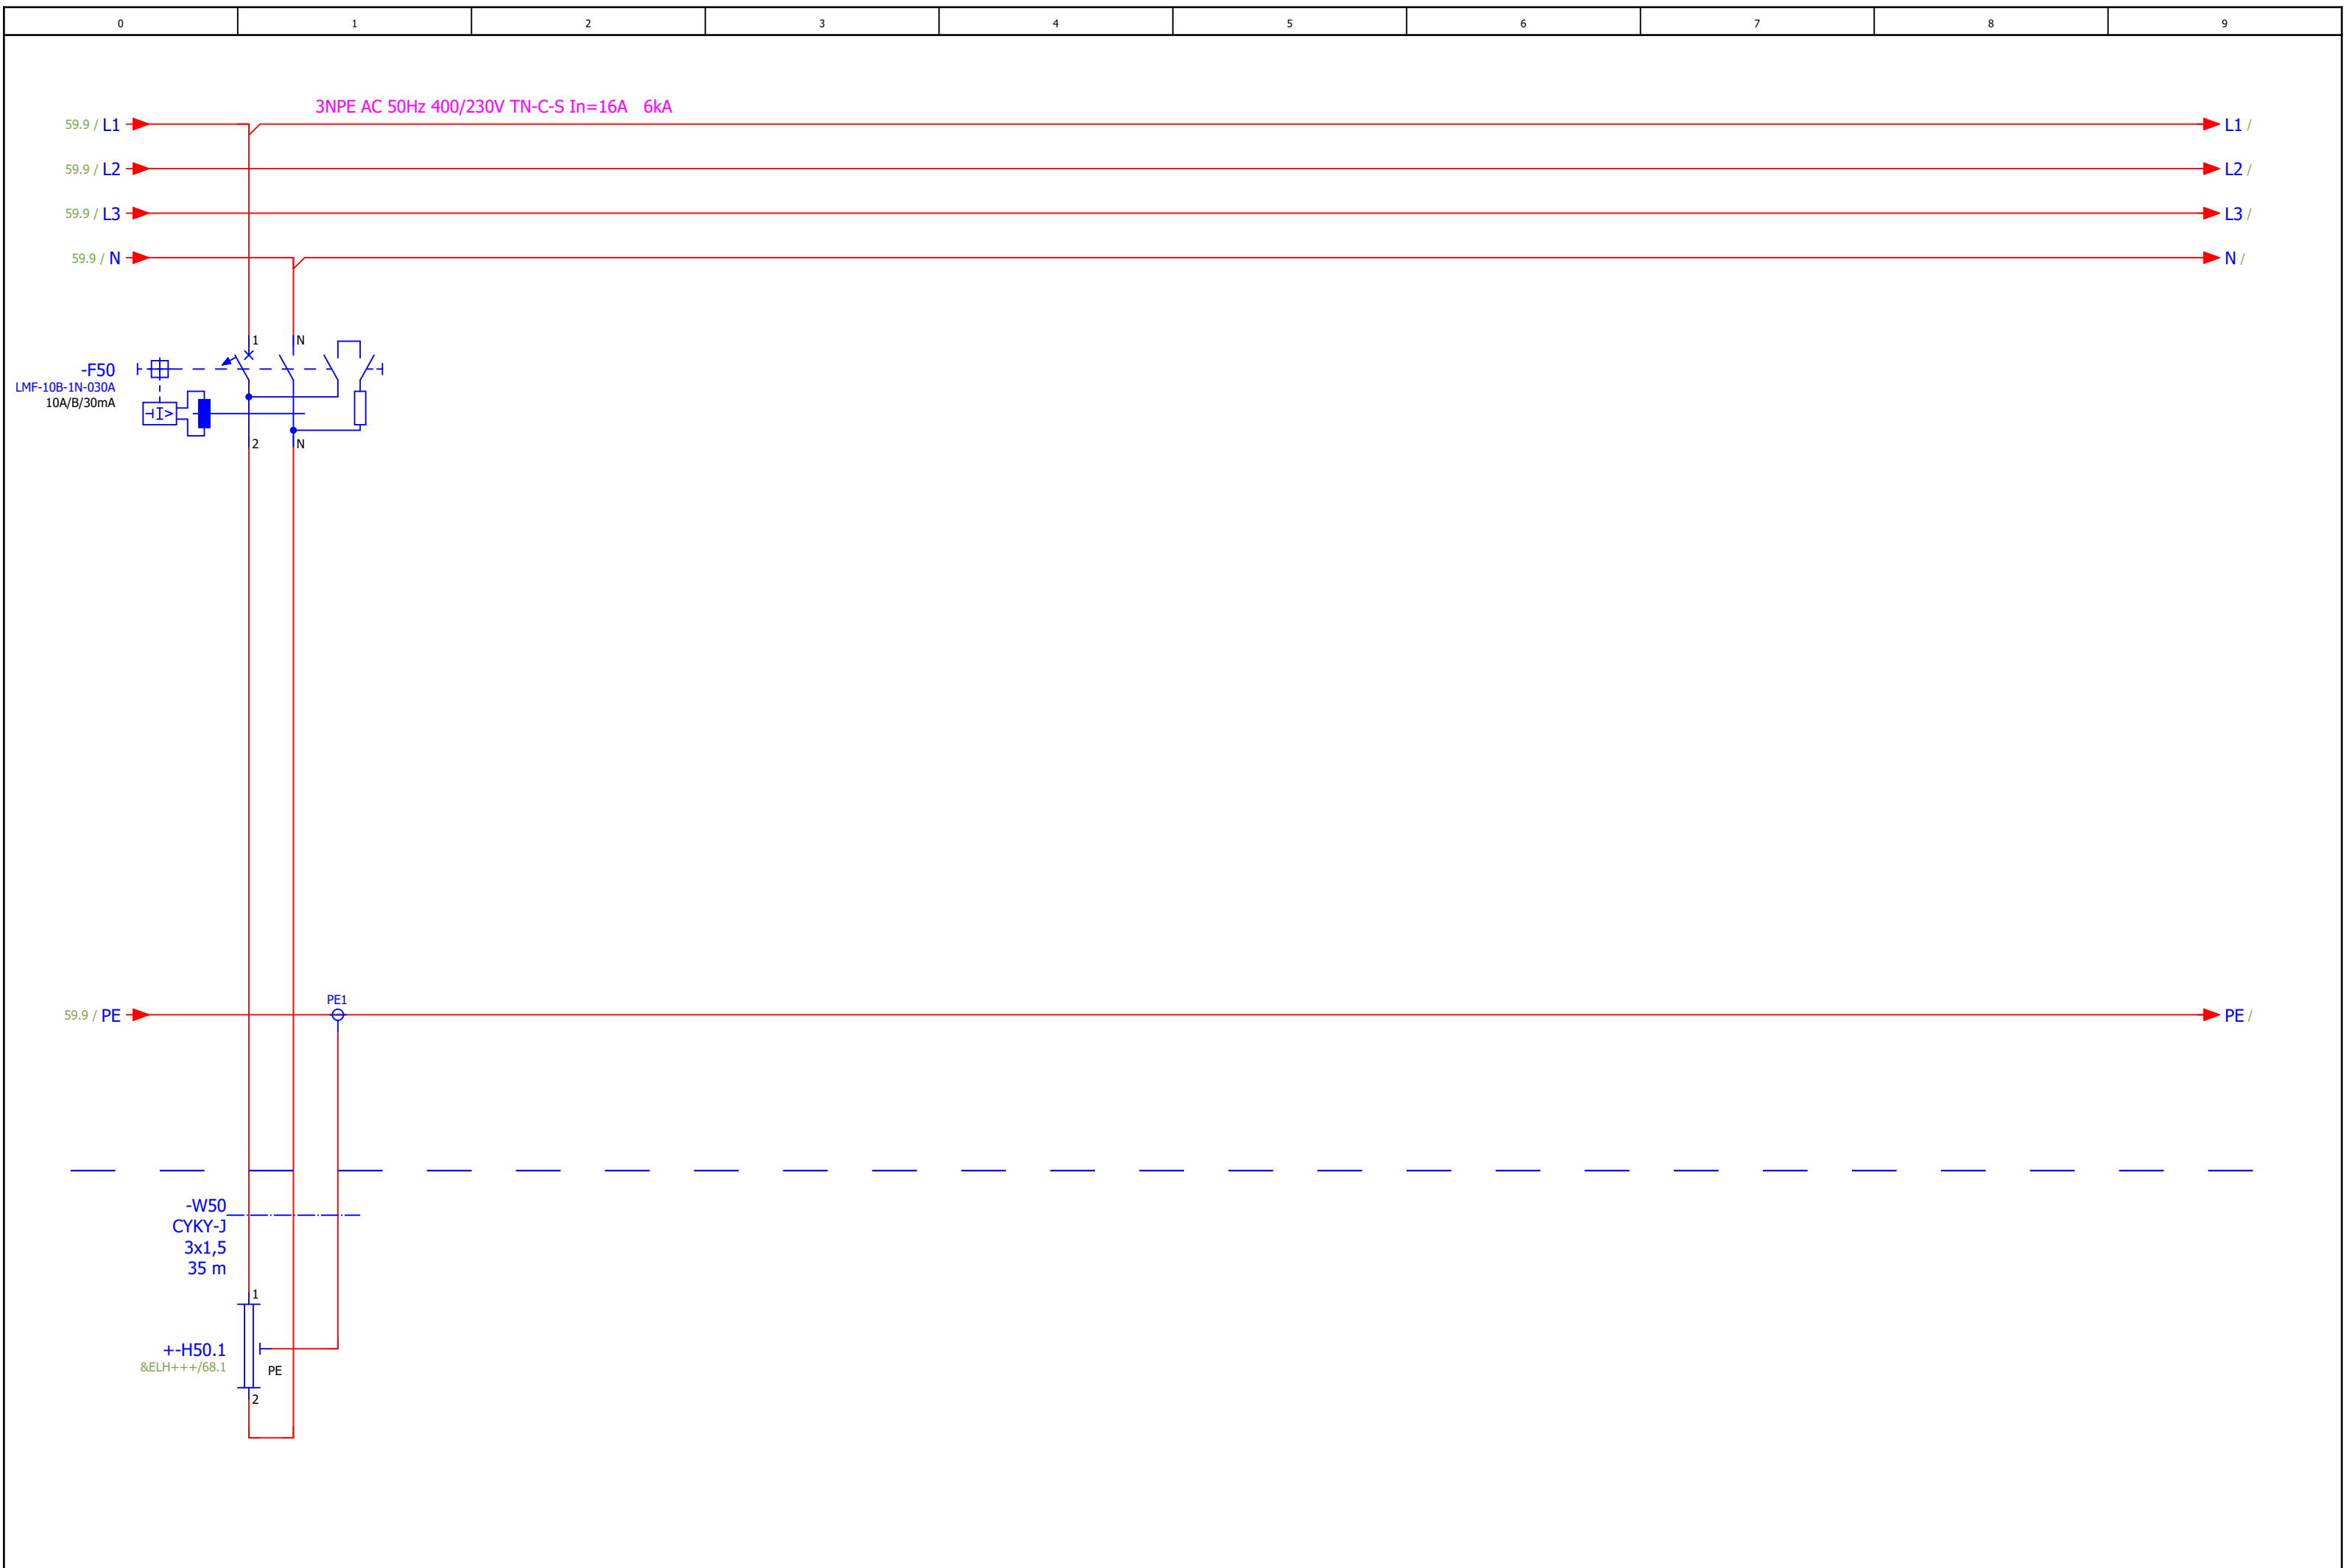 0 1 2 3 4 5 6 7 8 9
3NPE AC 50Hz 400/230V TN-C-S In=16A 6kA
59.9 / L1 L1 /
59.9 / L2 L2 /
59.9 / L3 L3 /
59.9 / N N /
1 N
-F50
LMF-10B-1N-030A
10A/B/30mA
I>
2 N
PE1
59.9 / PE PE /
-W50
CYKY-J
3x1,5
35 m
1
+-H50.1
&ELH+++/68.1
PE
2